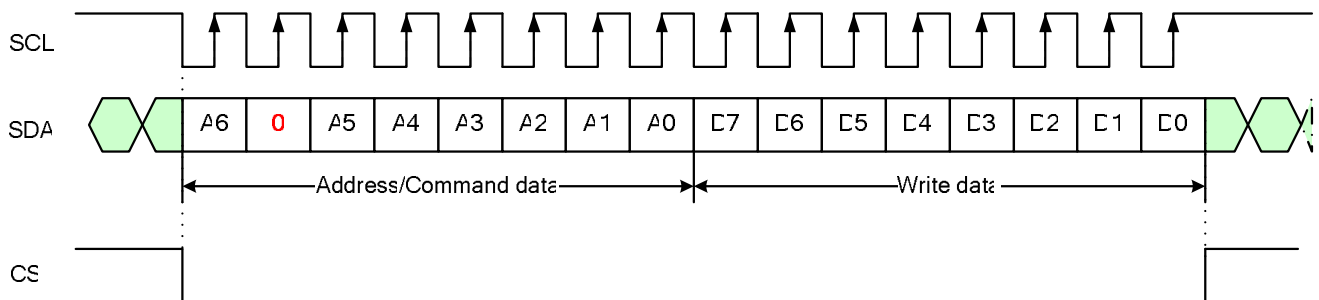 SCL
SDA A6 0 A5 A4 A3 A2 A1 A0 D7 D6 D5 D4 D3 D2 D1 D0
Address/Command data Write data
CS